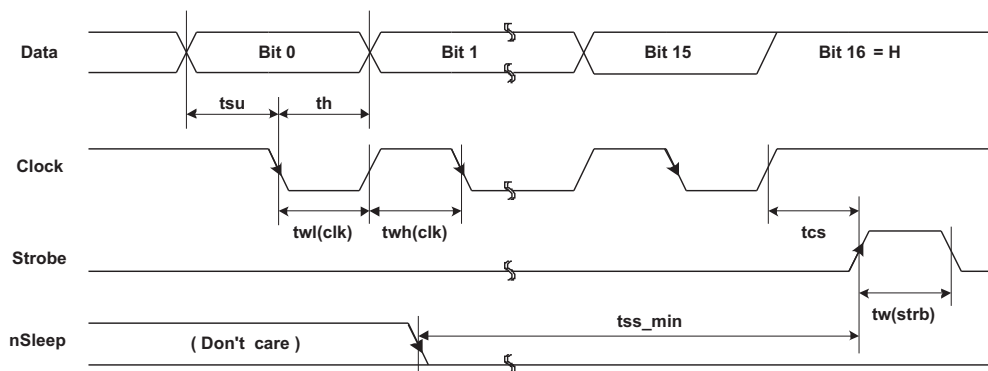 Data
Bit 0
Bit 1
Bit 15
Bit 16 = H
tsu
th
Clock
twl(clk)
twh(clk)
tcs
Strobe
tw(strb)
tss_min
nSleep
( Don't care )